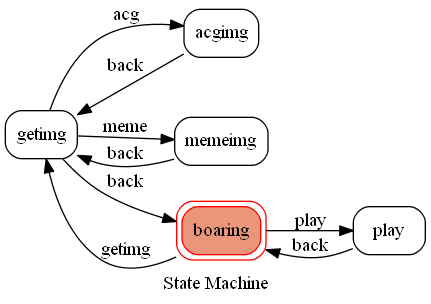 acg
acgimg
back
getimg
meme
memeimg
back
back
boaring
play
play
back
getimg
State Machine